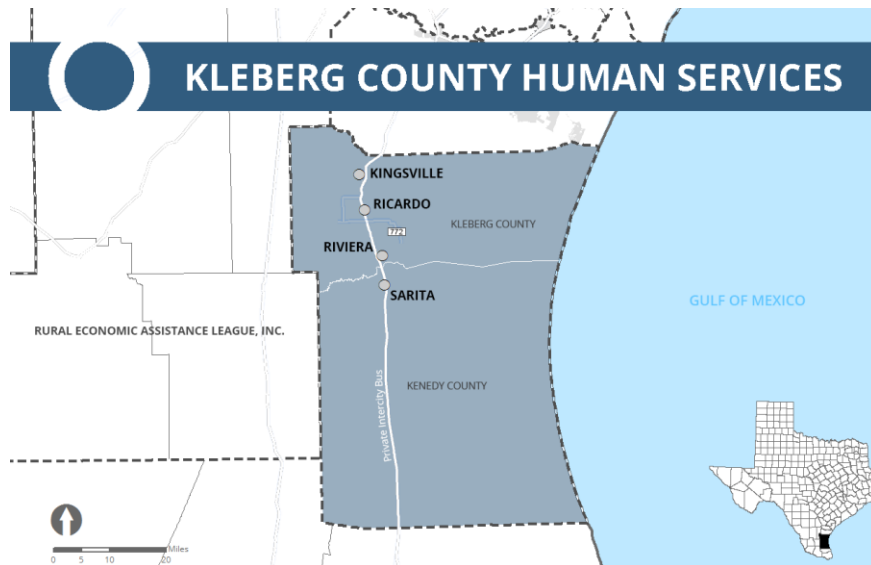 KLEBERG COUNTY HUMAN SERVICES
KINGSVILLE
RICARDO
772
KLEBERG COUNTY
RIVIERA
SARITA
GULF OF MEXICO
RURAL ECONOMIC ASSISTANCE LEAGUE, INC.
KENEDY COUNTY
Private Intercity Bus
Miles
0 5 10 20